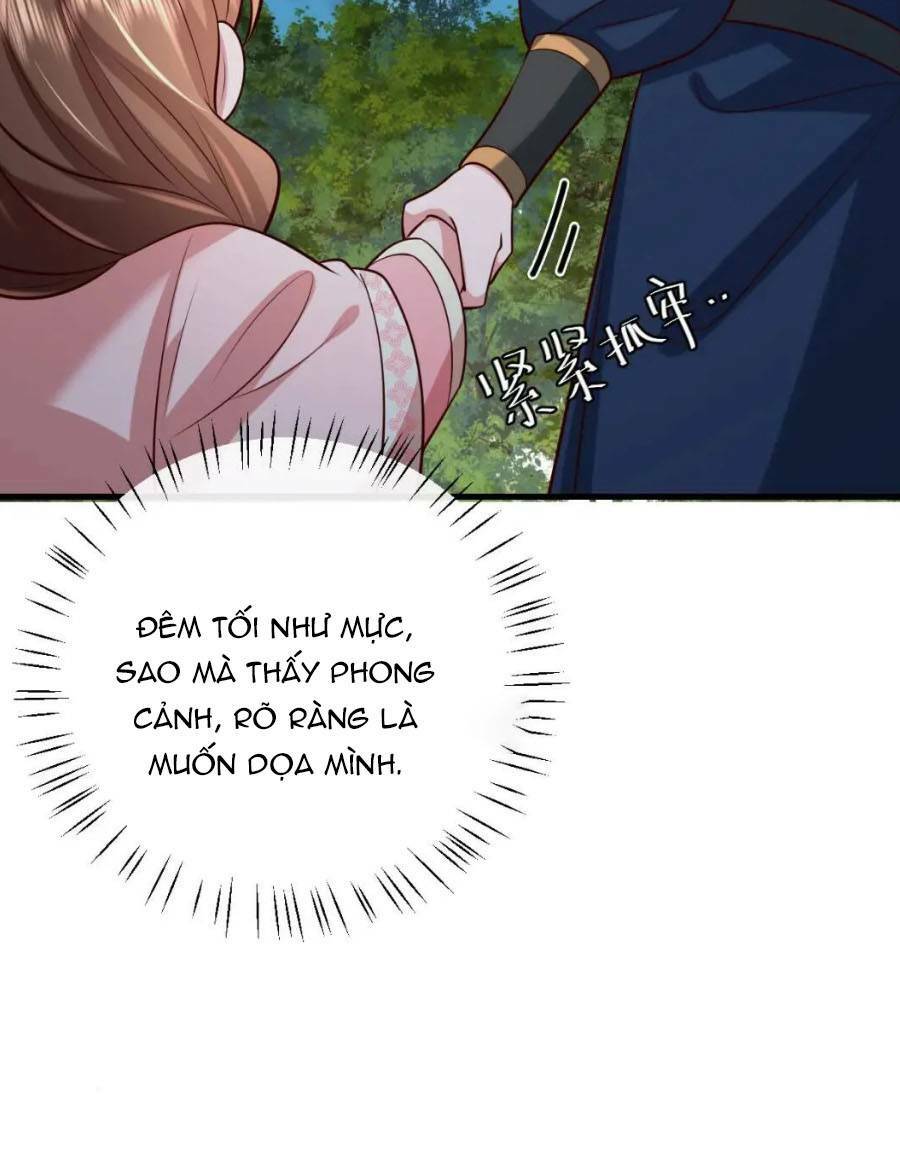 紧紧抓牢..
ĐÊM TỐI NHƯ MỰC,
SAO MÀ THẤY PHONG
CẢNH, RÕ RÀNG LÀ
MUỐN DỌA MÌNH.